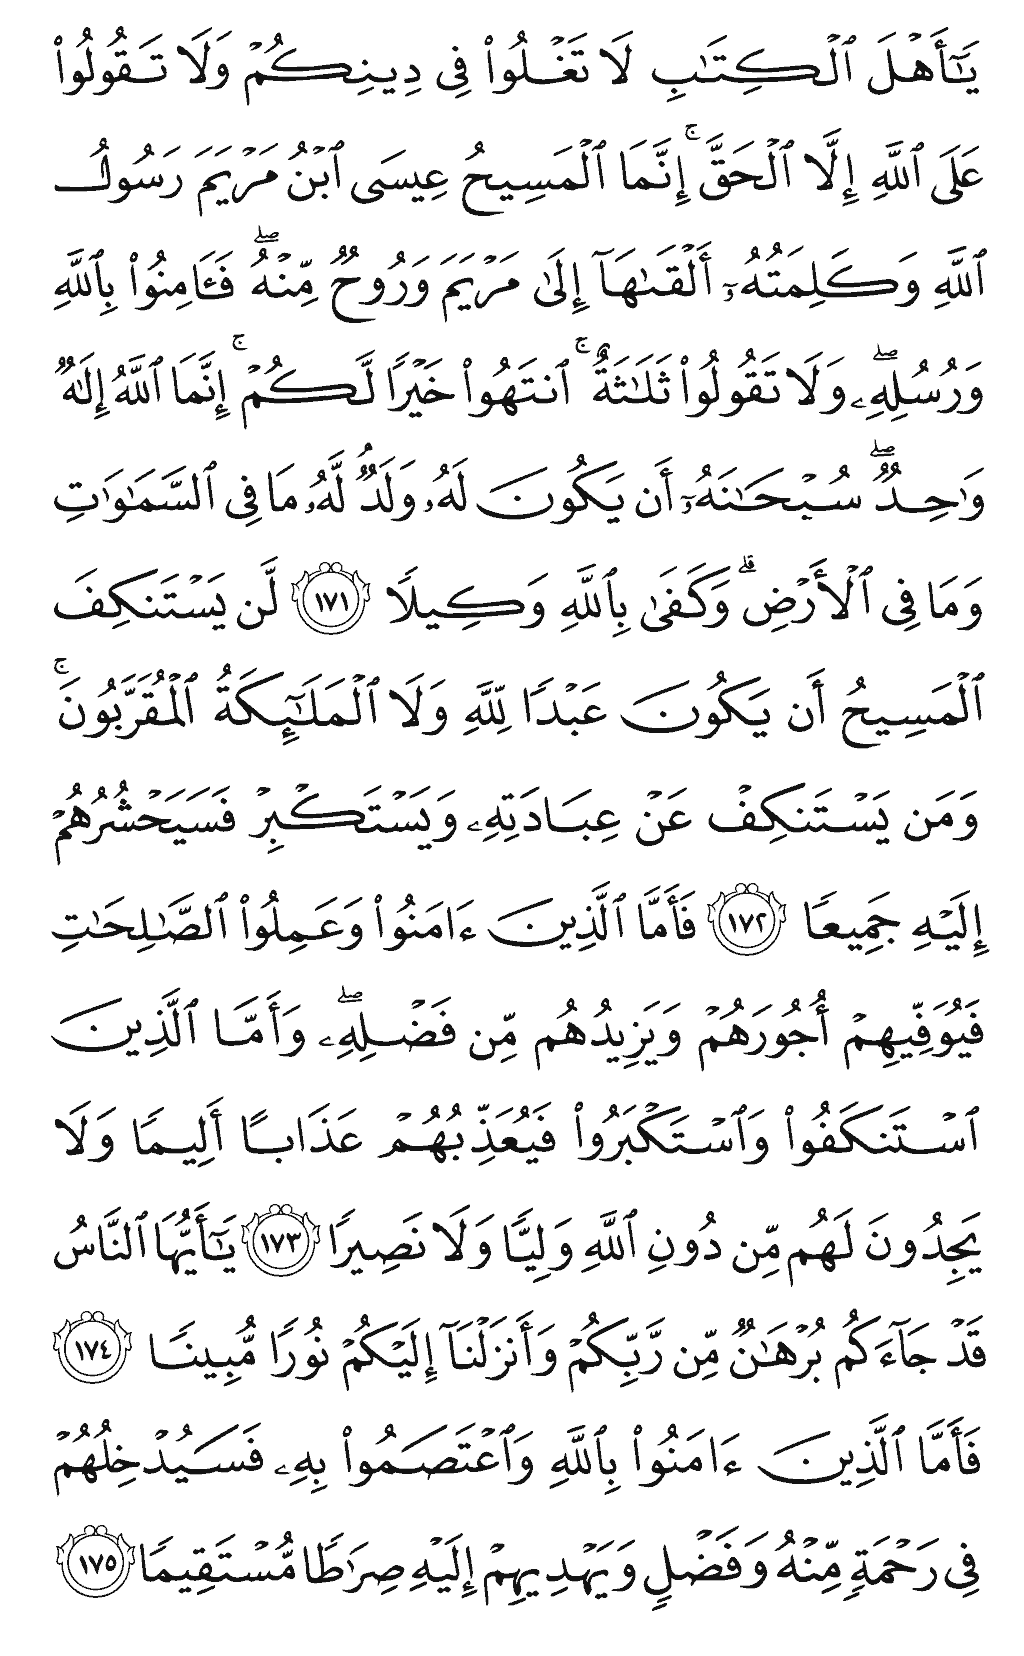 يَٰٓأَهۡلَ ٱلۡكِتَٰبِ لَا تَغۡلُواْ فِي دِينِكُمۡ وَلَا تَقُولُواْ
عَلَى ٱللَّهِ إِلَّا ٱلۡحَقَّۚ إِنَّمَا ٱلۡمَسِيحُ عِيسَى ٱبۡنُ مَرۡيَمَ رَسُولُ
ٱللَّهِ وَكَلِمَتُهُۥٓ أَلۡقَىٰهَآ إِلَىٰ مَرۡيَمَ وَرُوحٞ مِّنۡهُۖ فَـَٔامِنُواْ بِٱللَّهِ
وَرُسُلِهِۦۖ وَلَا تَقُولُواْ ثَلَٰثَةٌۚ ٱنتَهُواْ خَيۡرٗا لَّكُمۡۚ إِنَّمَا ٱللَّهُ إِلَٰهٞ
وَٰحِدٞۖ سُبۡحَٰنَهُۥٓ أَن يَكُونَ لَهُۥ وَلَدٞۘ لَّهُۥ مَا فِي ٱلسَّمَٰوَٰتِ
وَمَا فِي ٱلۡأَرۡضِۗ وَكَفَىٰ بِٱللَّهِ وَكِيلٗا ١٧١ لَّن يَسۡتَنكِفَ
ٱلۡمَسِيحُ أَن يَكُونَ عَبۡدٗا لِّلَّهِ وَلَا ٱلۡمَلَٰٓئِكَةُ ٱلۡمُقَرَّبُونَۚ
وَمَن يَسۡتَنكِفۡ عَنۡ عِبَادَتِهِۦ وَيَسۡتَكۡبِرۡ فَسَيَحۡشُرُهُمۡ
إِلَيۡهِ جَمِيعٗا ١٧٢ فَأَمَّا ٱلَّذِينَ ءَامَنُواْ وَعَمِلُواْ ٱلصَّٰلِحَٰتِ
فَيُوَفِّيهِمۡ أُجُورَهُمۡ وَيَزِيدُهُم مِّن فَضۡلِهِۦۖ وَأَمَّا ٱلَّذِينَ
ٱسۡتَنكَفُواْ وَٱسۡتَكۡبَرُواْ فَيُعَذِّبُهُمۡ عَذَابًا أَلِيمٗا وَلَا
يَجِدُونَ لَهُم مِّن دُونِ ٱللَّهِ وَلِيّٗا وَلَا نَصِيرٗا ١٧٣ يَٰٓأَيُّهَا ٱلنَّاسُ
قَدۡ جَآءَكُم بُرۡهَٰنٞ مِّن رَّبِّكُمۡ وَأَنزَلۡنَآ إِلَيۡكُمۡ نُورٗا مُّبِينٗا ١٧٤
فَأَمَّا ٱلَّذِينَ ءَامَنُواْ بِٱللَّهِ وَٱعۡتَصَمُواْ بِهِۦ فَسَيُدۡخِلُهُمۡ
فِي رَحۡمَةٖ مِّنۡهُ وَفَضۡلٖ وَيَهۡدِيهِمۡ إِلَيۡهِ صِرَٰطٗا مُّسۡتَقِيمٗا ١٧٥